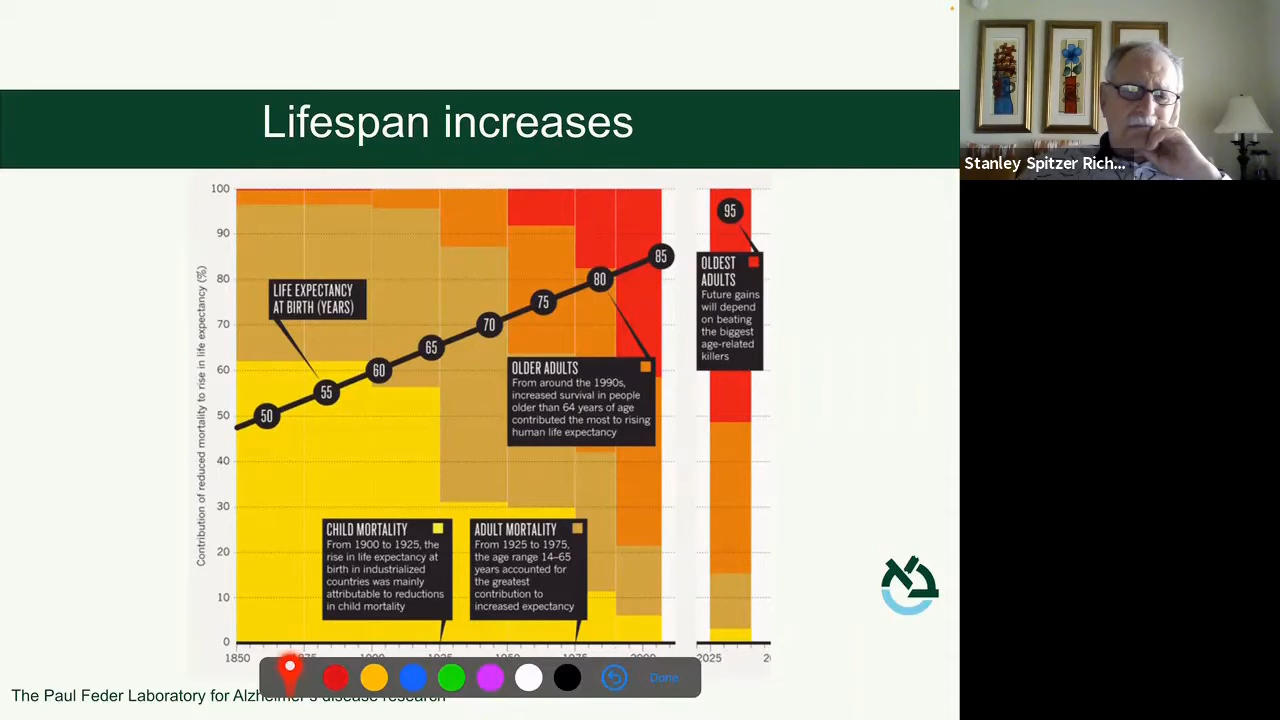 Lifespan increases
Stanley Spitzer Rich...
Contribution of reduced mortality to rise in life expectancy (%)
100
90
80
70
60
50
40
30
20
10
0
LIFE EXPECTANCY
AT BIRTH (YEARS)
50
55
60
65
70
75
80
85
95
OLDEST
ADULTS
Future gains
will depend
on beating
the biggest
age-related
killers
OLDER ADULTS
From around the 1990s,
increased survival in people
older than 64 years of age
contributed the most to rising
human life expectancy
CHILD MORTALITY
From 1900 to 1925, the
rise in life expectancy at
birth in industrialized
countries was mainly
attributable to reductions
in child mortality
ADULT MORTALITY
From 1925 to 1975,
the age range 14–65
years accounted for
the greatest
contribution to
increased expectancy
1850
2025
Done
The Paul Feder Laboratory for Alzheimer's disease research